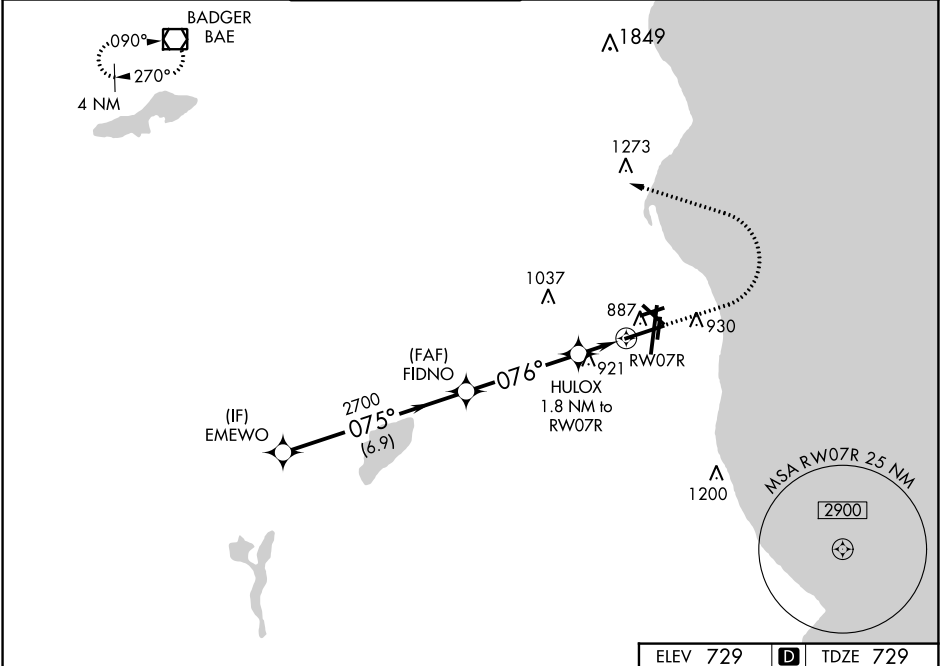 BADGER
BAE
090°
270°
4 NM
1849
1273
1037
887
930
RW07R
921
(FAF)
FIDNO
076°
HULOX
1.8 NM to
RW07R
(IF)
EMEWO
2700
075°
(6.9)
1200
MSA RW07R 25 NM
2900
ELEV 729 D TDZE 729